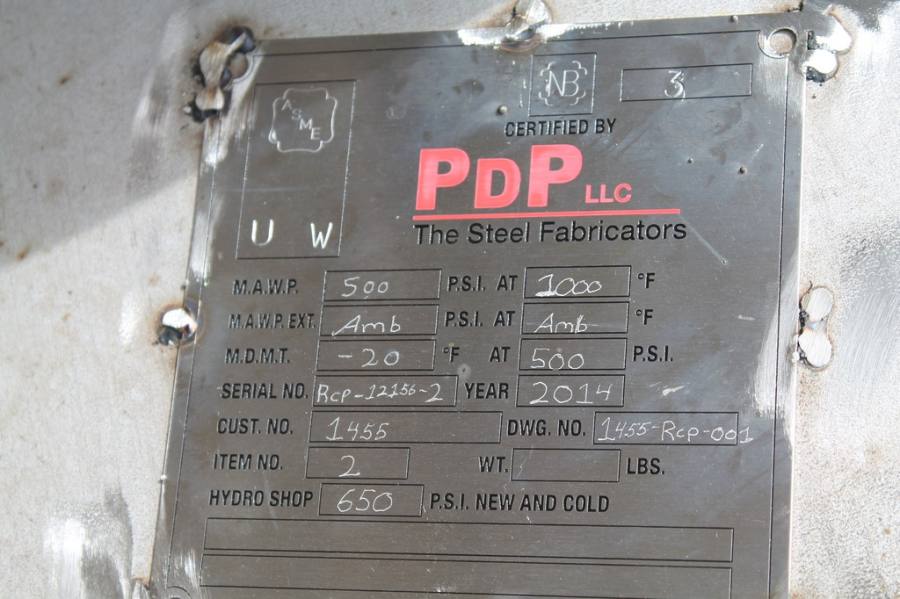 ASME
NB
3
CERTIFIED BY
PDP LLC
U W
The Steel Fabricators
M.A.W.P. 500 P.S.I. AT 1000 °F
M.A.W.P. EXT. Amb P.S.I. AT Amb °F
M.D.M.T. -20 °F AT 500 P.S.I.
SERIAL NO. RCP-12156-2 YEAR 2014
CUST. NO. 1455 DWG. NO. 1455-RCP-001
ITEM NO. 2 WT. LBS.
HYDRO SHOP 650 P.S.I. NEW AND COLD